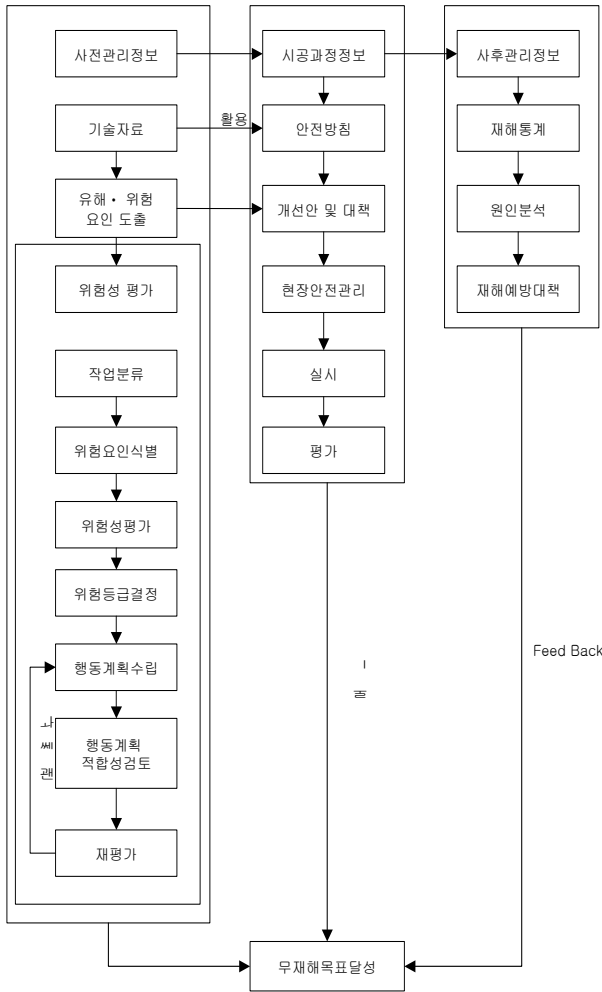 사전관리정보
기술자료
유해・ 위험
요인 도출
위험성 평가
작업분류
위험요인식별
위험성평가
위험등급결정
행동계획수립
행동계획
적합성검토
재평가
활용
시공과정정보
안전방침
개선안 및 대책
현장안전관리
실시
평가
사후관리정보
재해통계
원인분석
재해예방대책
Feed Back
무재해목표달성